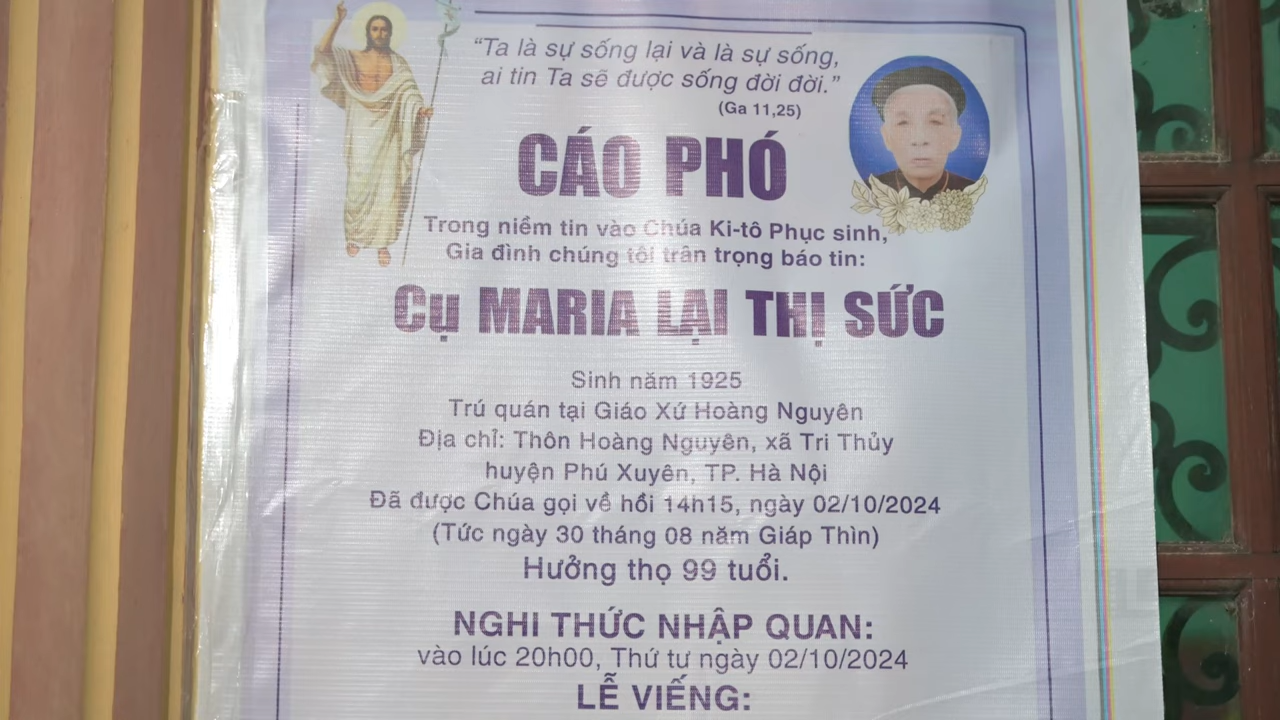 “Ta là sự sống lại và là sự sống,
ai tin Ta sẽ được sống đời đời.”
(Ga 11,25)
CÁO PHÓ
Trong niềm tin vào Chúa Ki-tô Phục sinh,
Gia đình chúng tôi trân trọng báo tin:
Cụ MARIA LẠI THỊ SỨC
Sinh năm 1925
Trú quán tại Giáo Xứ Hoàng Nguyên
Địa chỉ: Thôn Hoàng Nguyên, xã Tri Thủy
huyện Phú Xuyên, TP. Hà Nội
Đã được Chúa gọi về hồi 14h15, ngày 02/10/2024
(Tức ngày 30 tháng 08 năm Giáp Thìn)
Hưởng thọ 99 tuổi.
NGHI THỨC NHẬP QUAN:
vào lúc 20h00, Thứ tư ngày 02/10/2024
LỄ VIẾNG: